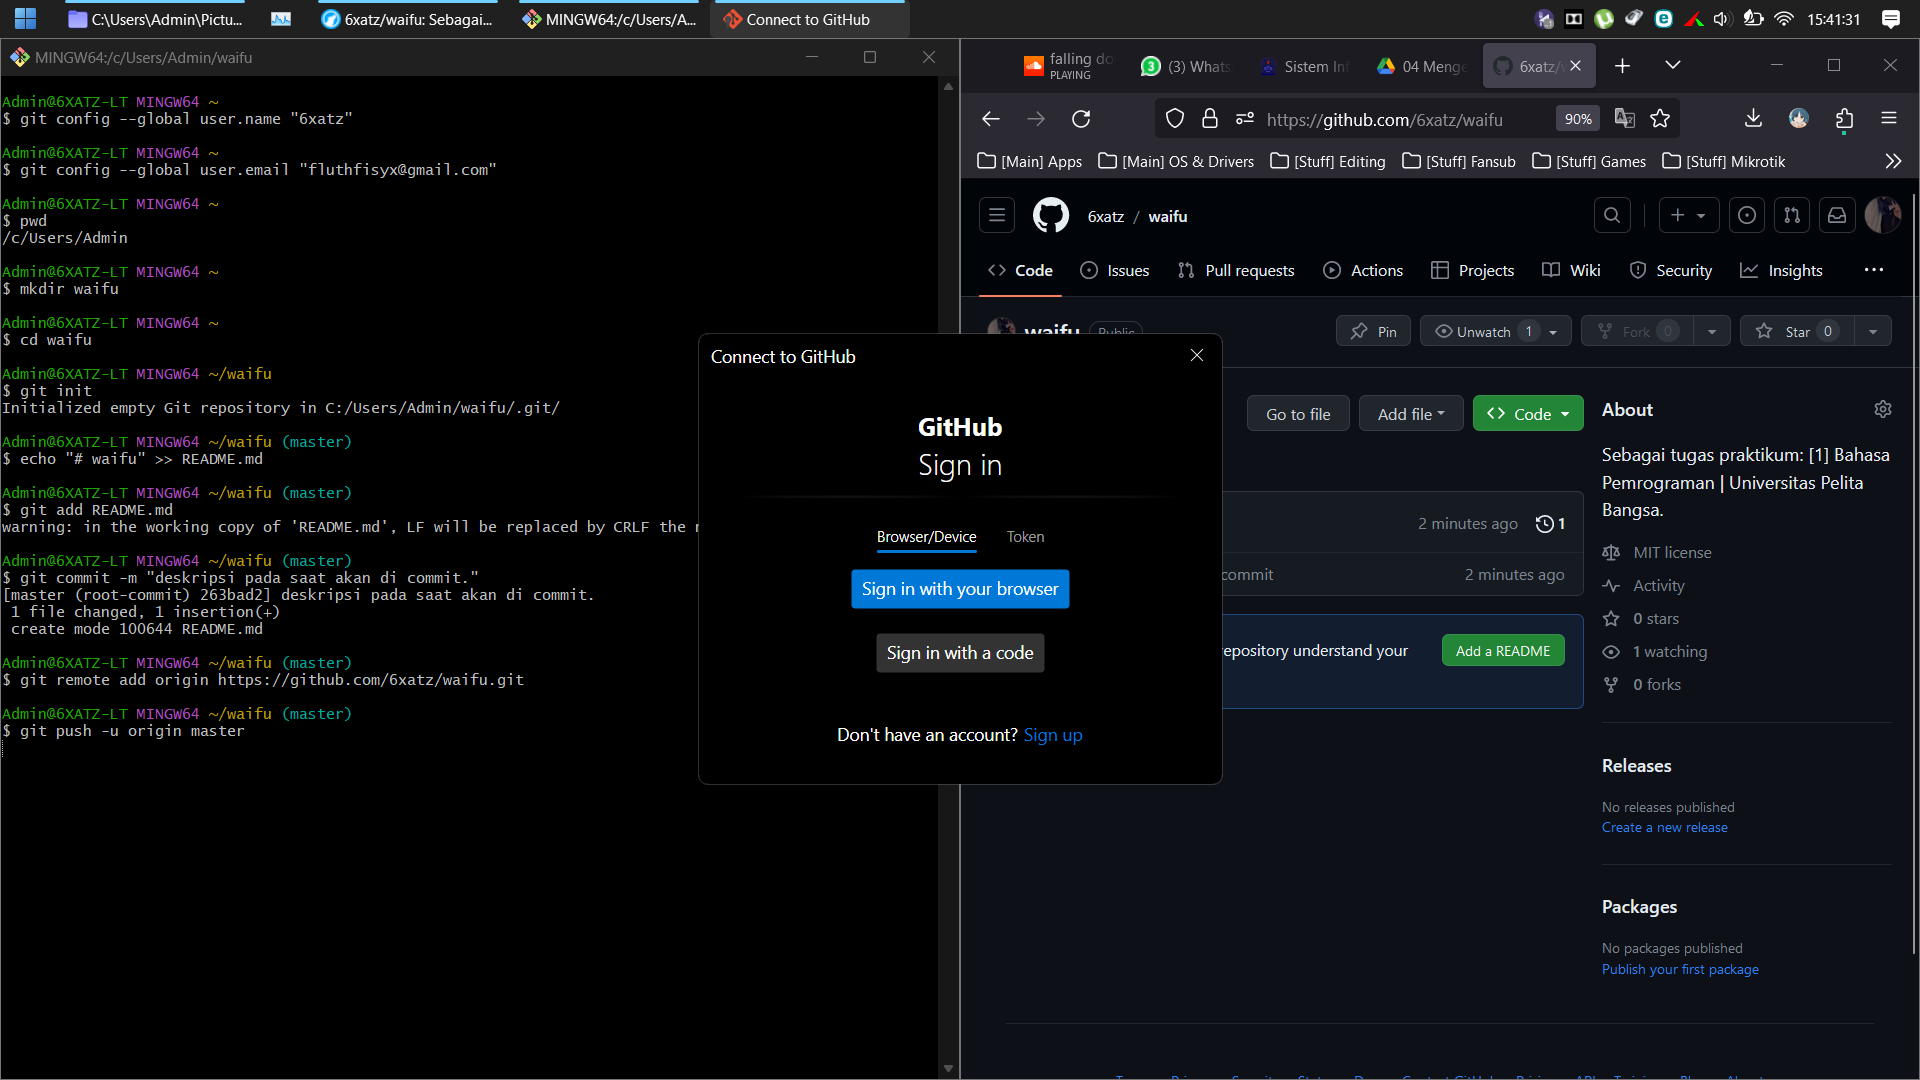 C:\Users\Admin\Pictu...
6xatz/waifu: Sebagai...
MINGW64:/c/Users/A...
Connect to GitHub
15:41:31
MINGW64:/c/Users/Admin/waifu
Admin@6XATZ-LT MINGW64 ~
$ git config --global user.name "6xatz"
Admin@6XATZ-LT MINGW64 ~
$ git config --global user.email "fluthfisyx@gmail.com"
Admin@6XATZ-LT MINGW64 ~
$ pwd
/c/Users/Admin
Admin@6XATZ-LT MINGW64 ~
$ mkdir waifu
Admin@6XATZ-LT MINGW64 ~
$ cd waifu
Admin@6XATZ-LT MINGW64 ~/waifu
$ git init
Initialized empty Git repository in C:/Users/Admin/waifu/.git/
Admin@6XATZ-LT MINGW64 ~/waifu (master)
$ echo "# waifu" >> README.md
Admin@6XATZ-LT MINGW64 ~/waifu (master)
$ git add README.md
warning: in the working copy of 'README.md', LF will be replaced by CRLF the
Admin@6XATZ-LT MINGW64 ~/waifu (master)
$ git commit -m "deskripsi pada saat akan di commit."
[master (root-commit) 263bad2] deskripsi pada saat akan di commit.
1 file changed, 1 insertion(+)
create mode 100644 README.md
Admin@6XATZ-LT MINGW64 ~/waifu (master)
$ git remote add origin https://github.com/6xatz/waifu.git
Admin@6XATZ-LT MINGW64 ~/waifu (master)
$ git push -u origin master
Connect to GitHub
GitHub
Sign in
Browser/Device Token
Sign in with your browser
Sign in with a code
Don't have an account? Sign up
falling do
PLAYING
(3) Whats
Sistem Inf
04 Menge
6xatz/
https://github.com/6xatz/waifu
90%
[Main] Apps [Main] OS & Drivers [Stuff] Editing [Stuff] Fansub [Stuff] Games [Stuff] Mikrotik
6xatz / waifu
Code Issues Pull requests Actions Projects Wiki Security Insights
waifu Public
Pin Unwatch 1 Fork 0 Star 0
Go to file Add file Code
2 minutes ago 1
commit 2 minutes ago
repository understand your Add a README
About
Sebagai tugas praktikum: [1] Bahasa
Pemrograman | Universitas Pelita
Bangsa.
MIT license
Activity
0 stars
1 watching
0 forks
Releases
No releases published
Create a new release
Packages
No packages published
Publish your first package